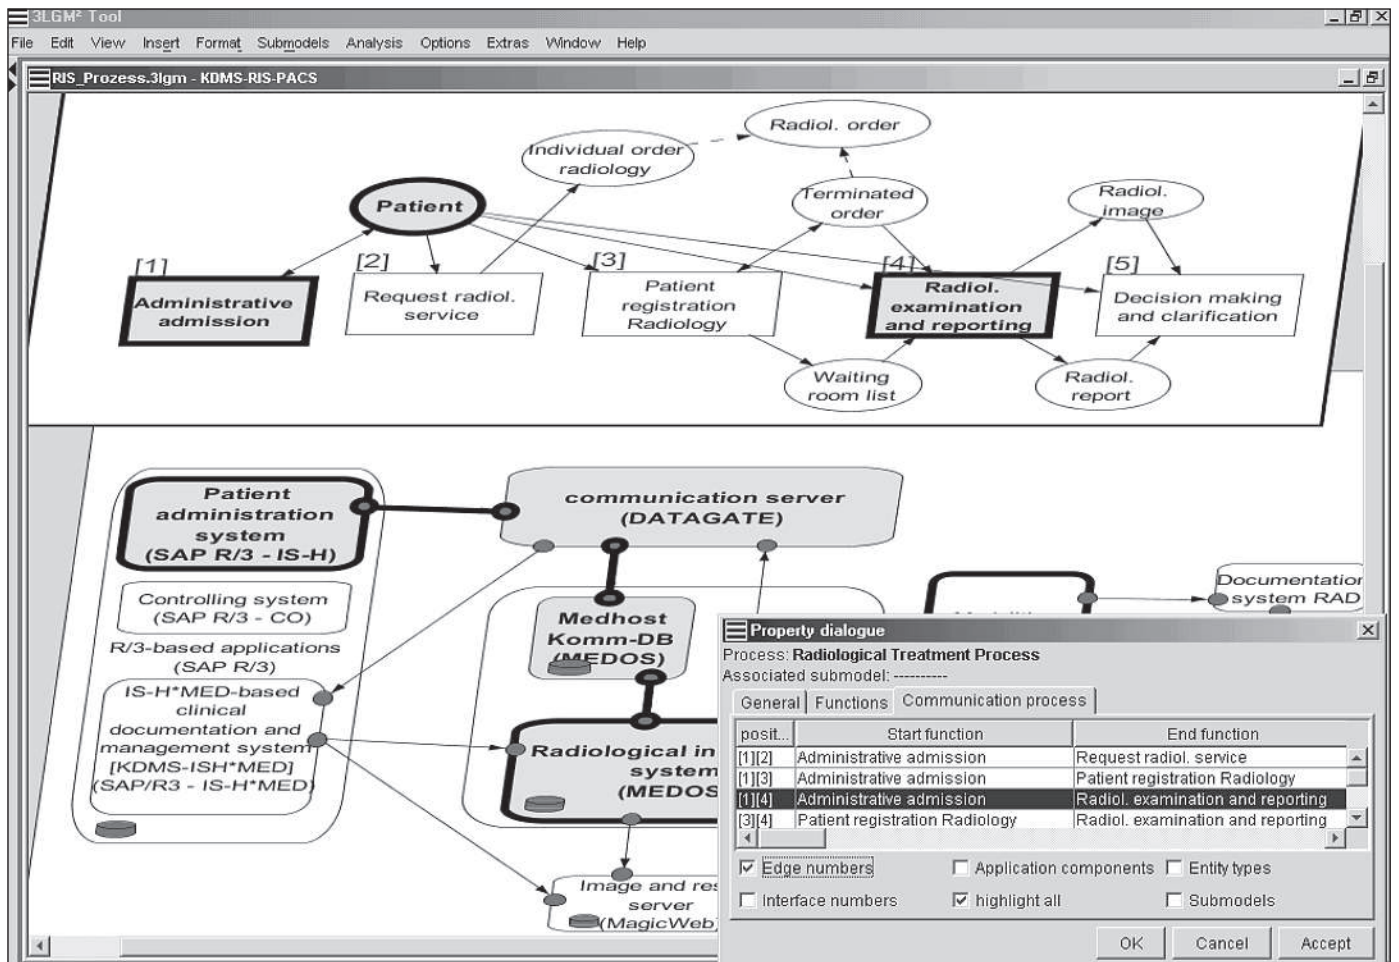 3LGM² Tool
File Edit View Insert Format Submodels Analysis Options Extras Window Help
RIS_Prozess.3lgm - KDMS-RIS-PACS
Radiol. order
Individual order
radiology
Patient
Terminated
order
Radiol.
image
[1]
Administrative
admission
[2]
Request radiol.
service
[3]
Patient
registration
Radiology
[4]
Radiol.
examination
and reporting
[5]
Decision making
and clarification
Waiting
room list
Radiol.
report
Patient
administration
system
(SAP R/3 - IS-H)
communication server
(DATAGATE)
Controlling system
(SAP R/3 - CO)
R/3-based applications
(SAP R/3)
IS-H*MED-based
clinical
documentation and
management system
[KDMS-ISH*MED]
(SAP/R3 - IS-H*MED)
Medhost
Komm-DB
(MEDOS)
Radiological in
system
(MEDOS
Image and res
server
(MagicWeb
Documentation
system RAD
Property dialogue
Process: Radiological Treatment Process
Associated submodel: ----------
General Functions Communication process
posit... Start function End function
[1][2] Administrative admission Request radiol. service
[1][3] Administrative admission Patient registration Radiology
[1][4] Administrative admission Radiol. examination and reporting
[3][4] Patient registration Radiology Radiol. examination and reporting
Edge numbers Application components Entity types
Interface numbers highlight all Submodels
OK Cancel Accept